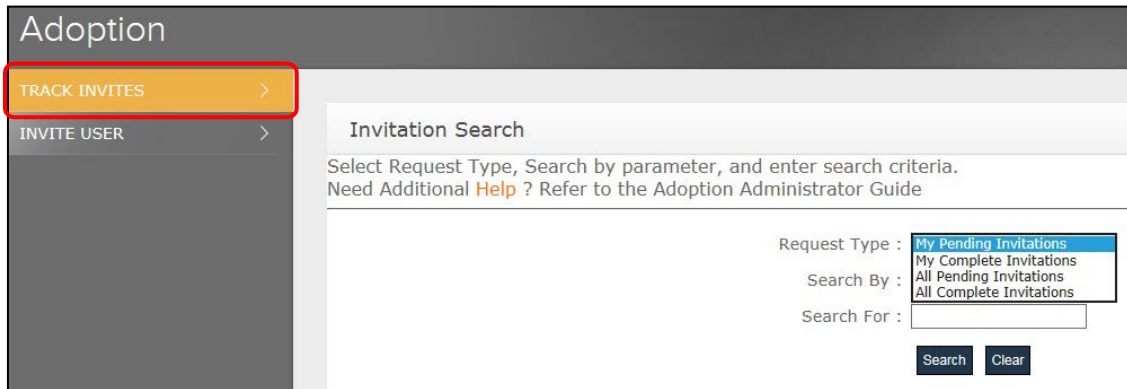 Adoption
TRACK INVITES
INVITE USER
Invitation Search
Select Request Type, Search by parameter, and enter search criteria.
Need Additional Help ? Refer to the Adoption Administrator Guide
Request Type : My Pending Invitations
My Complete Invitations
Search By : All Pending Invitations
All Complete Invitations
Search For :
Search Clear